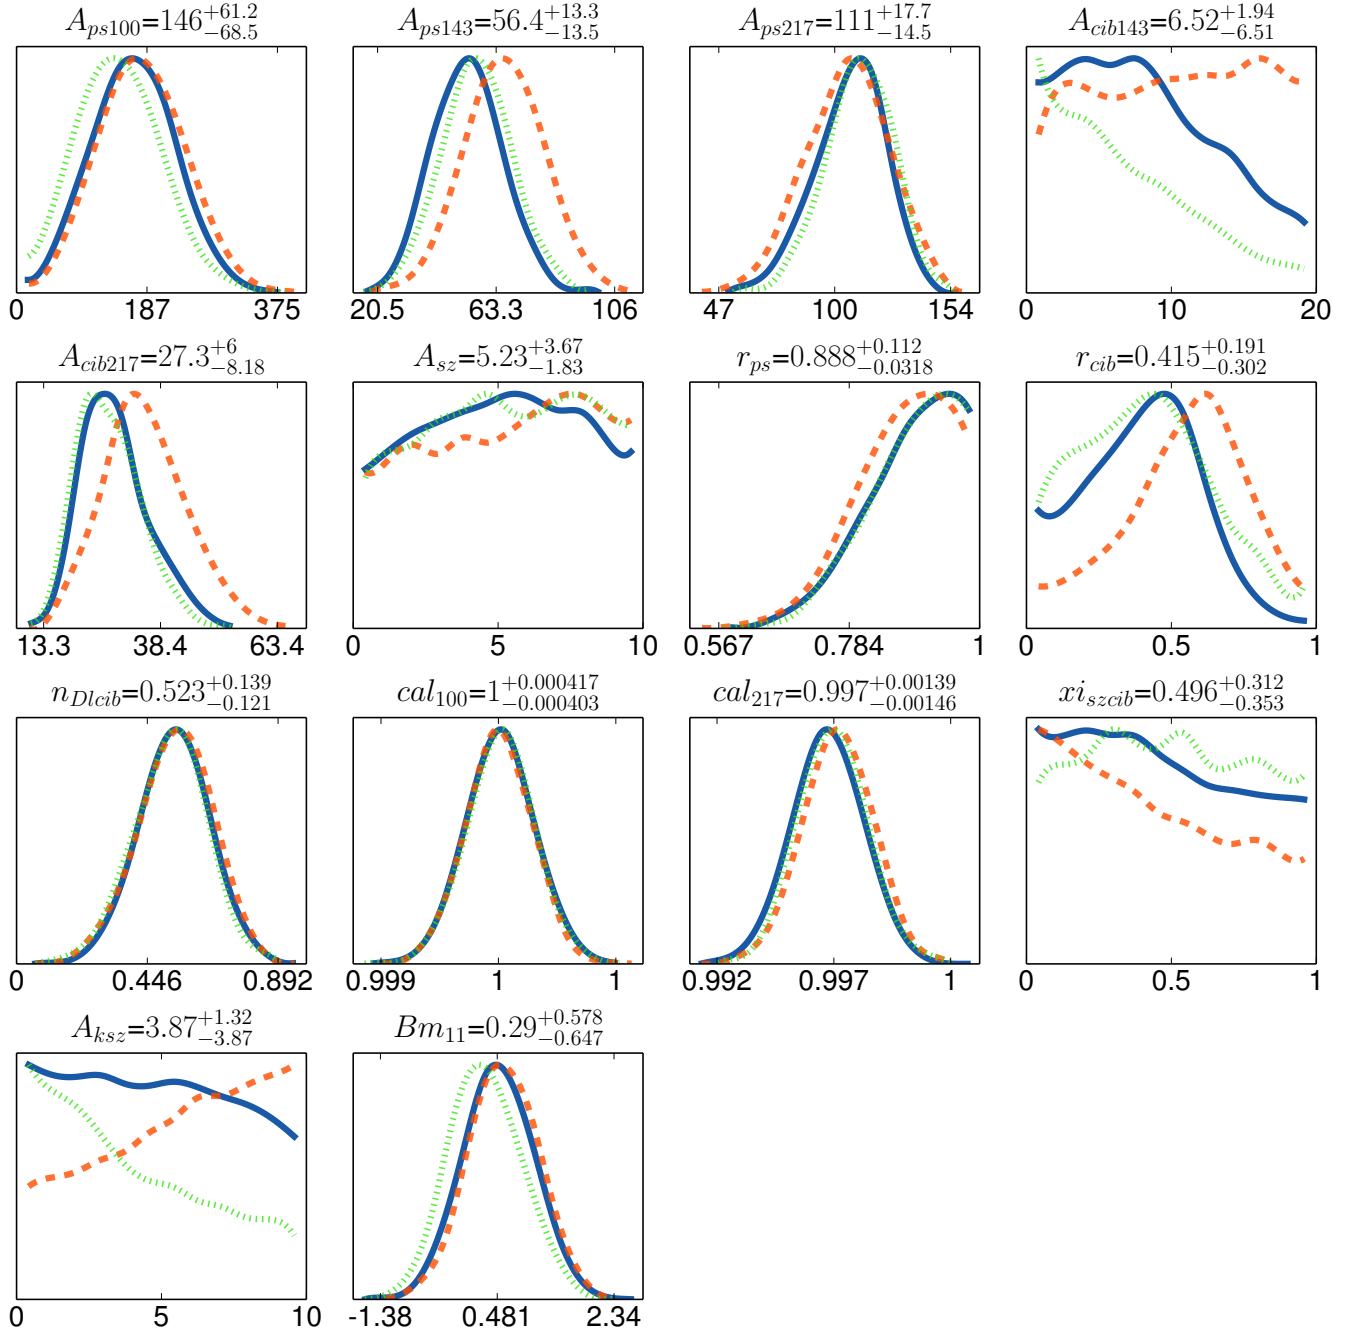 A_{ps100}=146^{+61.2}_{-68.5} A_{ps143}=56.4^{+13.3}_{-13.5} A_{ps217}=111^{+17.7}_{-14.5} A_{cib143}=6.52^{+1.94}_{-6.51}
0 187 375 20.5 63.3 106 47 100 154 0 10 20
A_{cib217}=27.3^{+6}_{-8.18} A_{sz}=5.23^{+3.67}_{-1.83} r_{ps}=0.888^{+0.112}_{-0.0318} r_{cib}=0.415^{+0.191}_{-0.302}
13.3 38.4 63.4 0 5 10 0.567 0.784 1 0 0.5 1
n_{Dlcib}=0.523^{+0.139}_{-0.121} cal_{100}=1^{+0.000417}_{-0.000403} cal_{217}=0.997^{+0.00139}_{-0.00146} xi_{szcib}=0.496^{+0.312}_{-0.353}
0 0.446 0.892 0.999 1 1 0.992 0.997 1 0 0.5 1
A_{ksz}=3.87^{+1.32}_{-3.87} Bm_{11}=0.29^{+0.578}_{-0.647}
0 5 10 -1.38 0.481 2.34